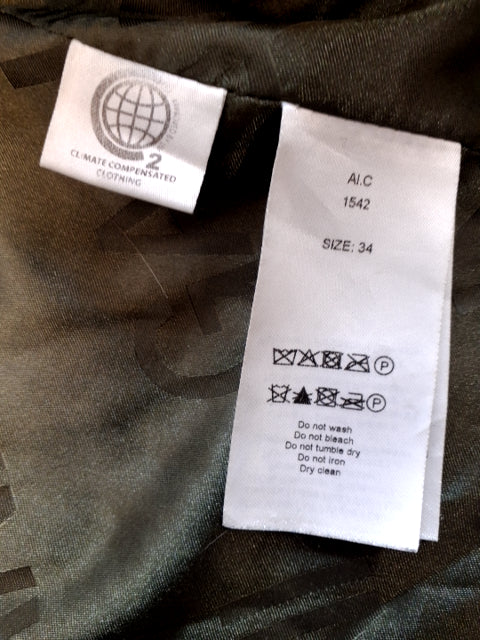 2
CLIMATE COMPENSATED
CLOTHING
AI.C
1542
SIZE: 34
P
P
Do not wash
Do not bleach
Do not tumble dry
Do not iron
Dry clean